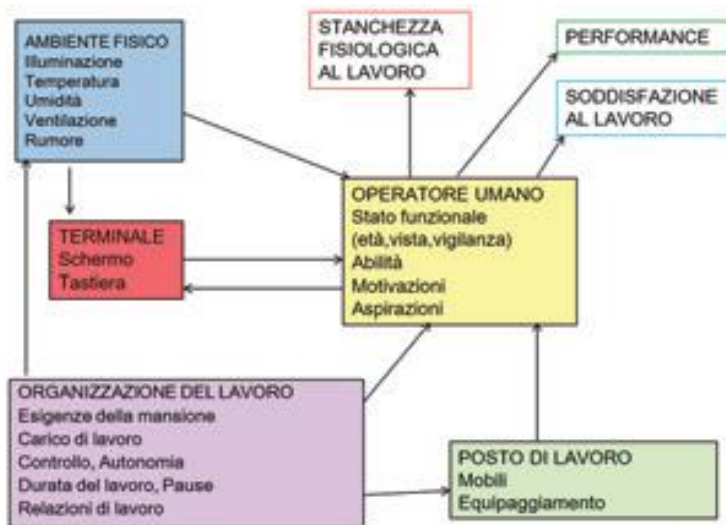 AMBIENTE FISICO
Illuminazione
Temperatura
Umidità
Ventilazione
Rumore
STANCHEZZA
FISIOLOGICA
AL LAVORO
PERFORMANCE
SODDISFAZIONE
AL LAVORO
TERMINALE
Schermo
Tastiera
OPERATORE UMANO
Stato funzionale
(età,vista,vigilanza)
Abilità
Motivazioni
Aspirazioni
ORGANIZZAZIONE DEL LAVORO
Esigenze della mansione
Carico di lavoro
Controllo, Autonomia
Durata del lavoro, Pause
Relazioni di lavoro
POSTO DI LAVORO
Mobili
Equipaggiamento